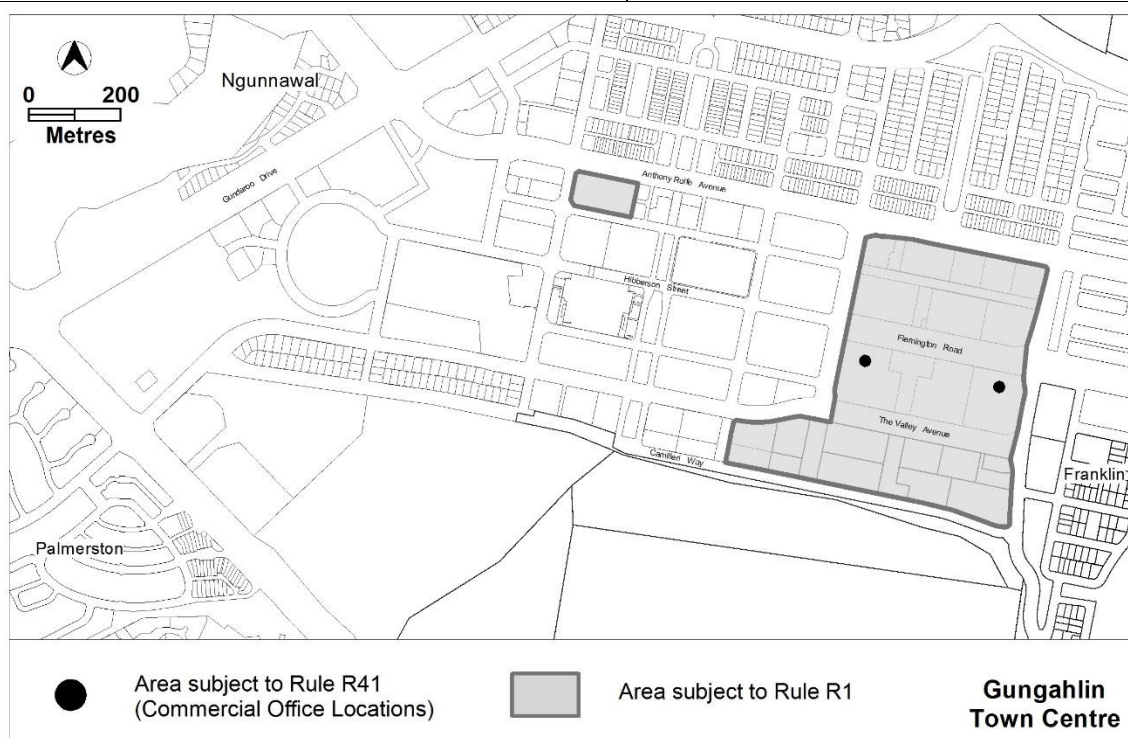 Ngunnawal
0 200
Metres
Gundaroo Drive
Anthony Rolfe Avenue
Hibberson Street
Flemington Road
The Valley Avenue
Camilleri Way
Franklin
Palmerston
Area subject to Rule R41
(Commercial Office Locations)
Area subject to Rule R1
Gungahlin
Town Centre